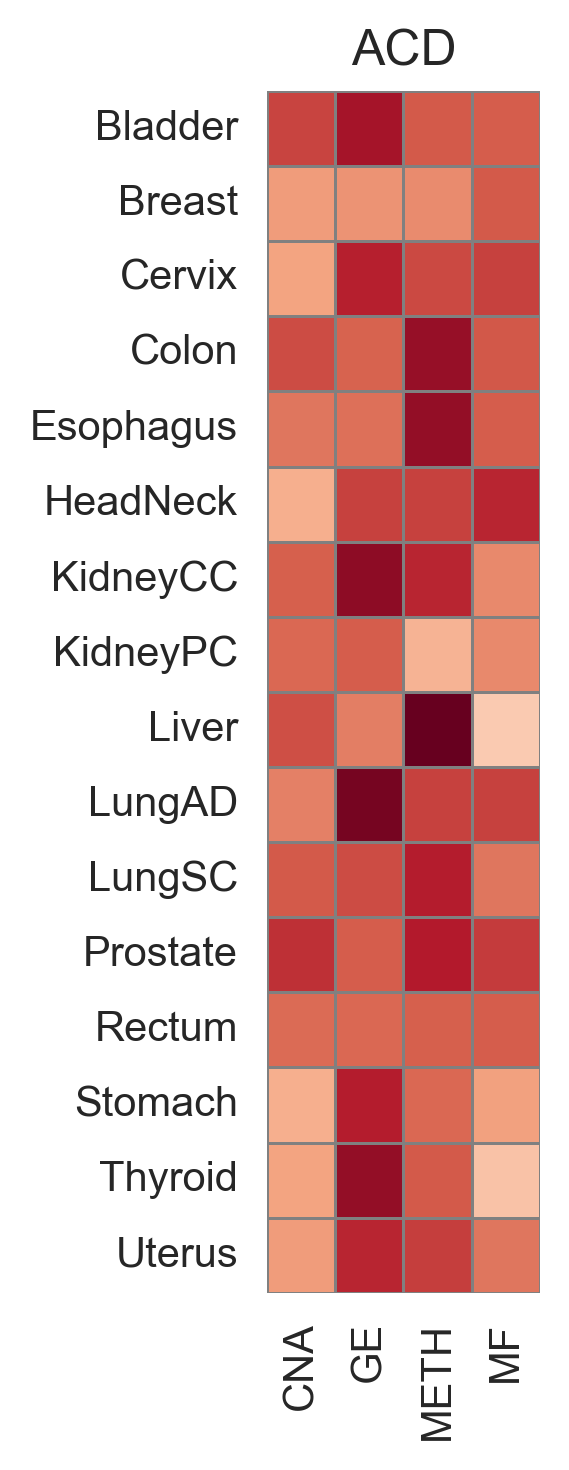 ACD
Bladder
Breast
Cervix
Colon
Esophagus
HeadNeck
KidneyCC
KidneyPC
Liver
LungAD
LungSC
Prostate
Rectum
Stomach
Thyroid
Uterus
CNA
GE
METH
MF